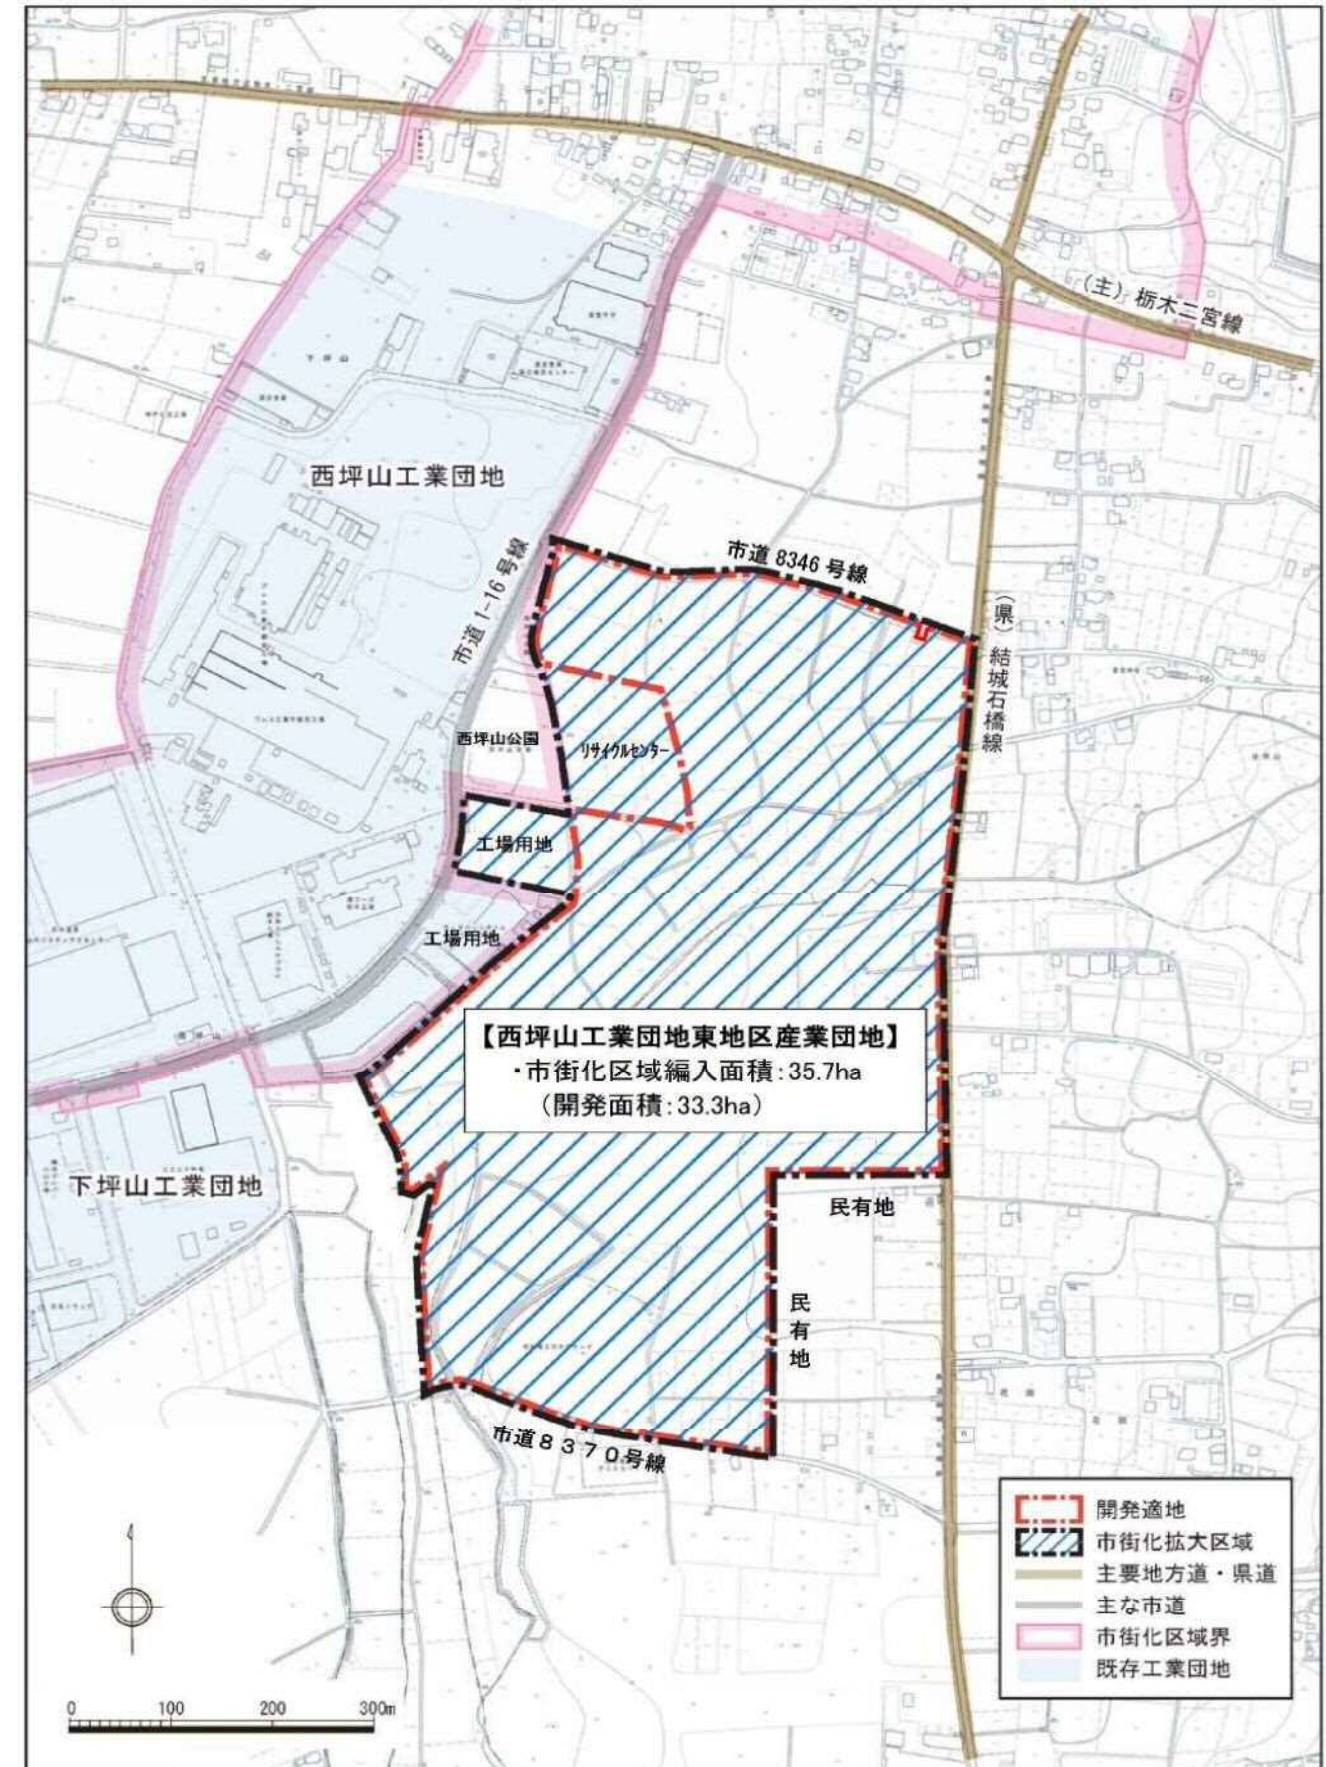 (主) 栃木二宮線
西坪山工業団地
市道 8346 号線
市道 1-16 号線
(県) 結城石橋線
西坪山公園
リサイクルセンター
工場用地
工場用地
【西坪山工業団地東地区産業団地】
・市街化区域編入面積:35.7ha
(開発面積:33.3ha)
下坪山工業団地
民有地
民有地
市道8370号線
開発適地
市街化拡大区域
主要地方道・県道
主な市道
市街化区域界
既存工業団地
0 100 200 300m